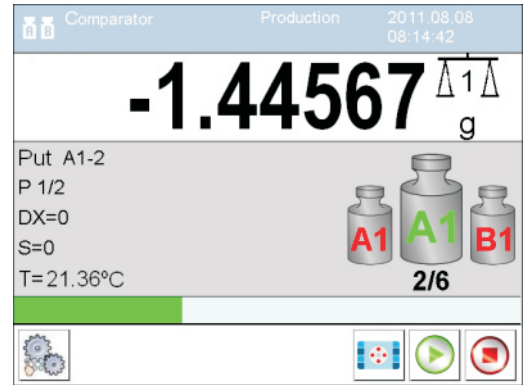 A B Comparator Production 2011.08.08
08:14:42
-1.44567 1
g
Put A1-2
P 1/2
DX=0
S=0
T=21.36ºC
A1 A1 B1
2/6